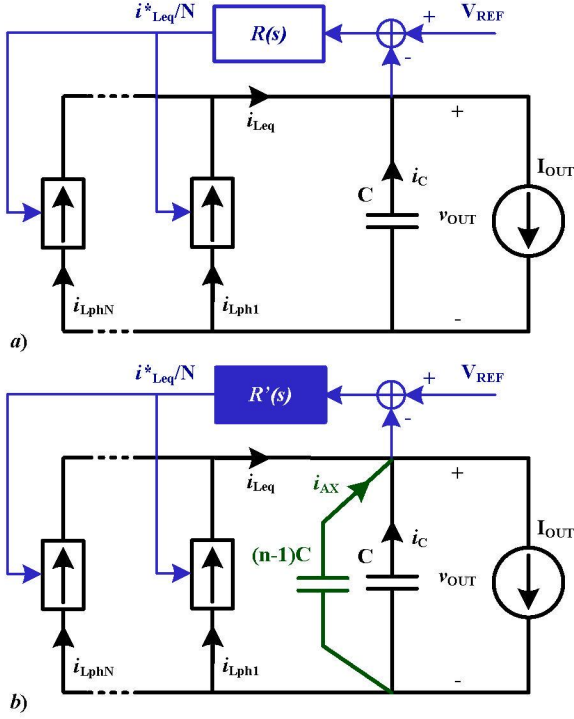 i*Leq/N
R(s)
+ VREF
-
iLeq
+
IOUT
iC
C
vOUT
iLphN
iLph1
-
a)
i*Leq/N
R'(s)
+ VREF
-
iLeq
+
iAX
IOUT
(n-1)C
C
iC
vOUT
iLphN
iLph1
-
b)